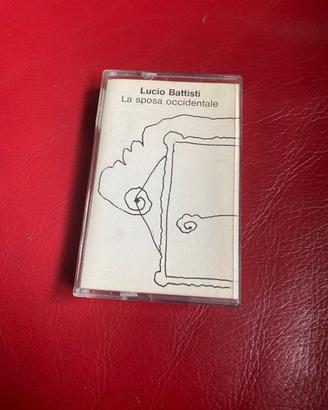 Lucio Battisti
La sposa occidentale